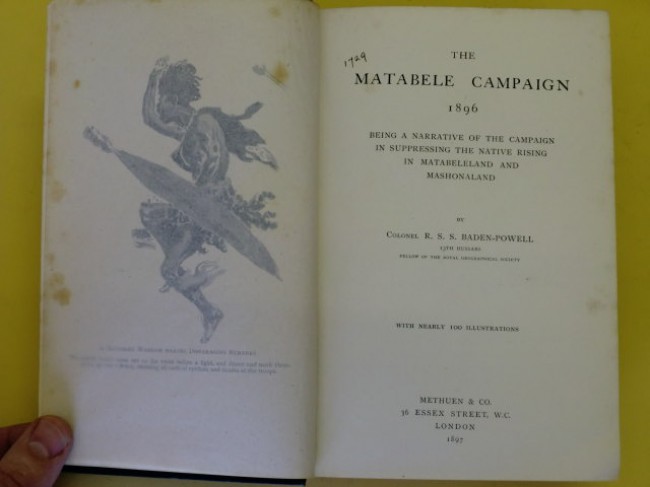 1729
THE
MATABELE CAMPAIGN
1896
BEING A NARRATIVE OF THE CAMPAIGN
IN SUPPRESSING THE NATIVE RISING
IN MATABELELAND AND
MASHONALAND
BY
COLONEL R. S. S. BADEN-POWELL
13TH HUSSARS
FELLOW OF THE ROYAL GEOGRAPHICAL SOCIETY
WITH NEARLY 100 ILLUSTRATIONS
METHUEN & CO.
36 ESSEX STREET, W.C.
LONDON
1897